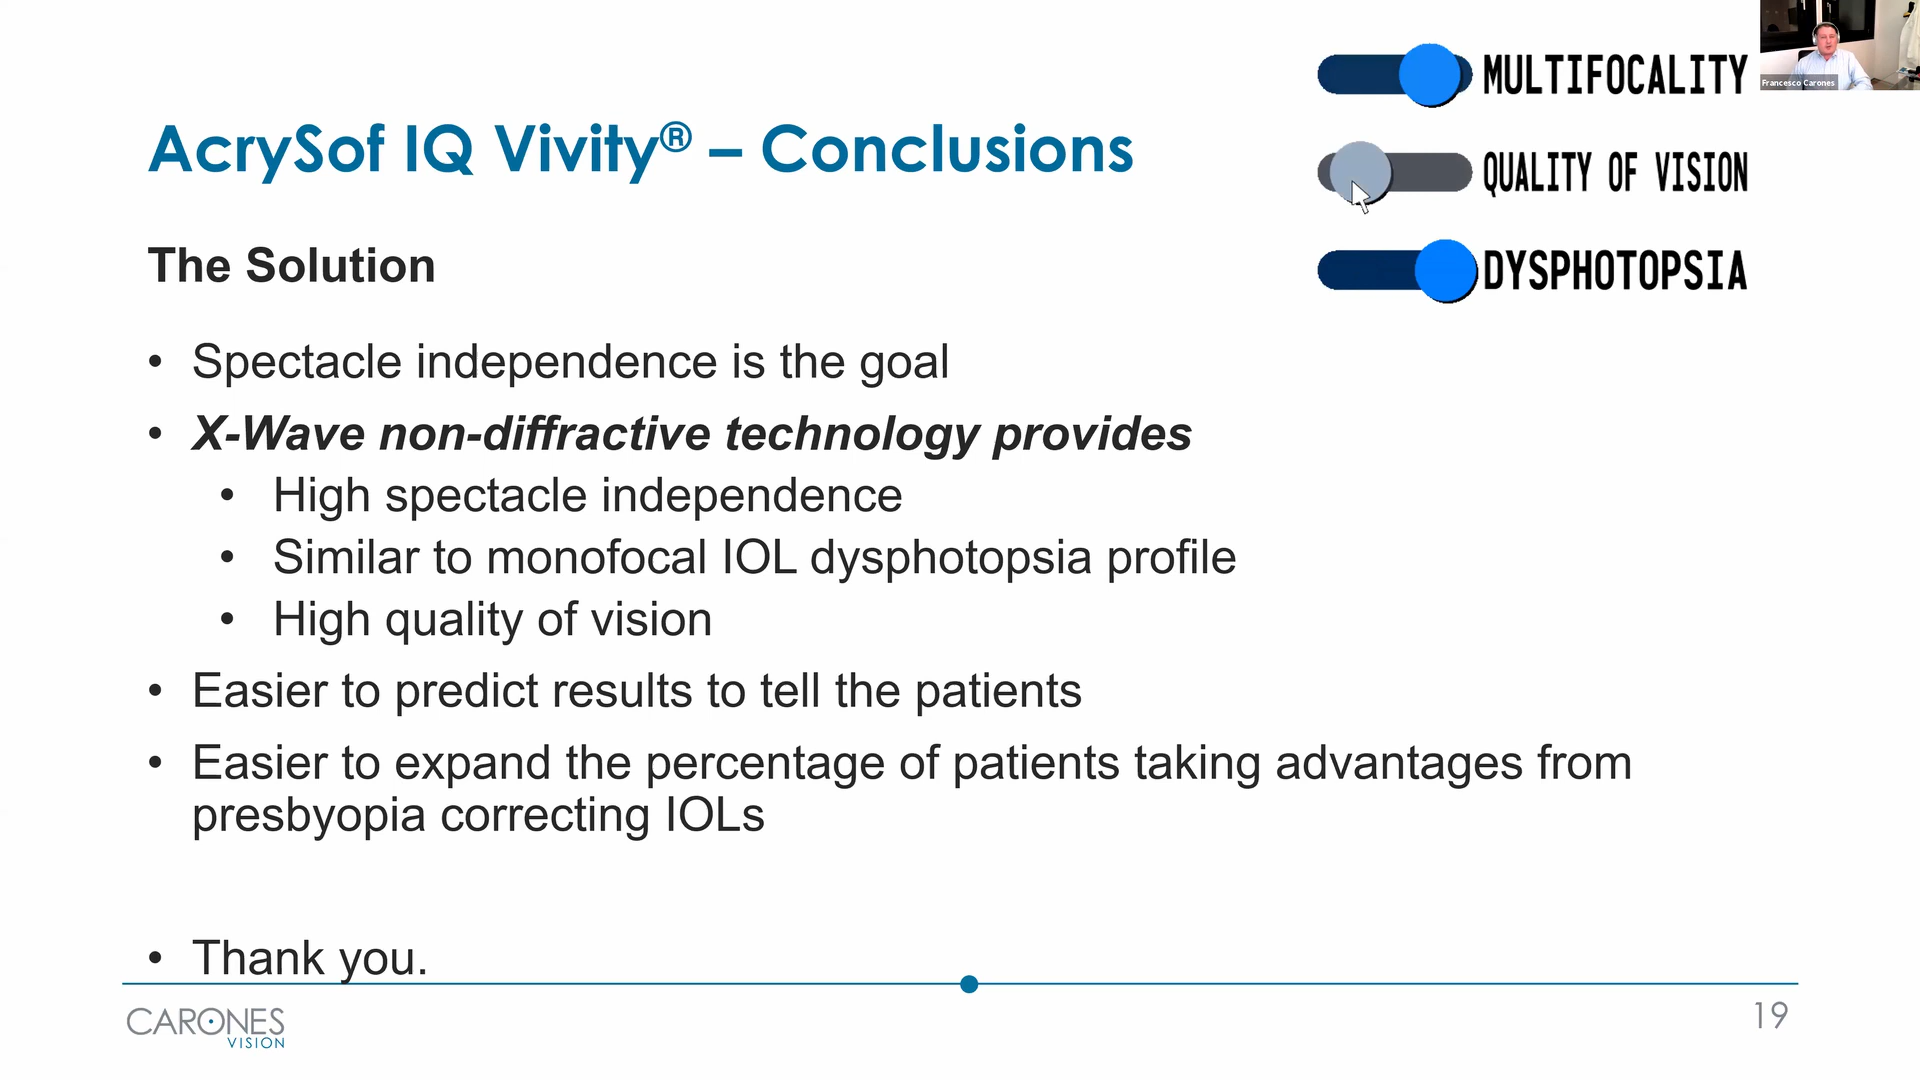 MULTIFOCALITY
Francesco Carones
AcrySof IQ Vivity® – Conclusions
QUALITY OF VISION
The Solution
DYSPHOTOPSIA
• Spectacle independence is the goal
• X-Wave non-diffractive technology provides
• High spectacle independence
• Similar to monofocal IOL dysphotopsia profile
• High quality of vision
• Easier to predict results to tell the patients
• Easier to expand the percentage of patients taking advantages from
presbyopia correcting IOLs
• Thank you.
CARONES
VISION
19